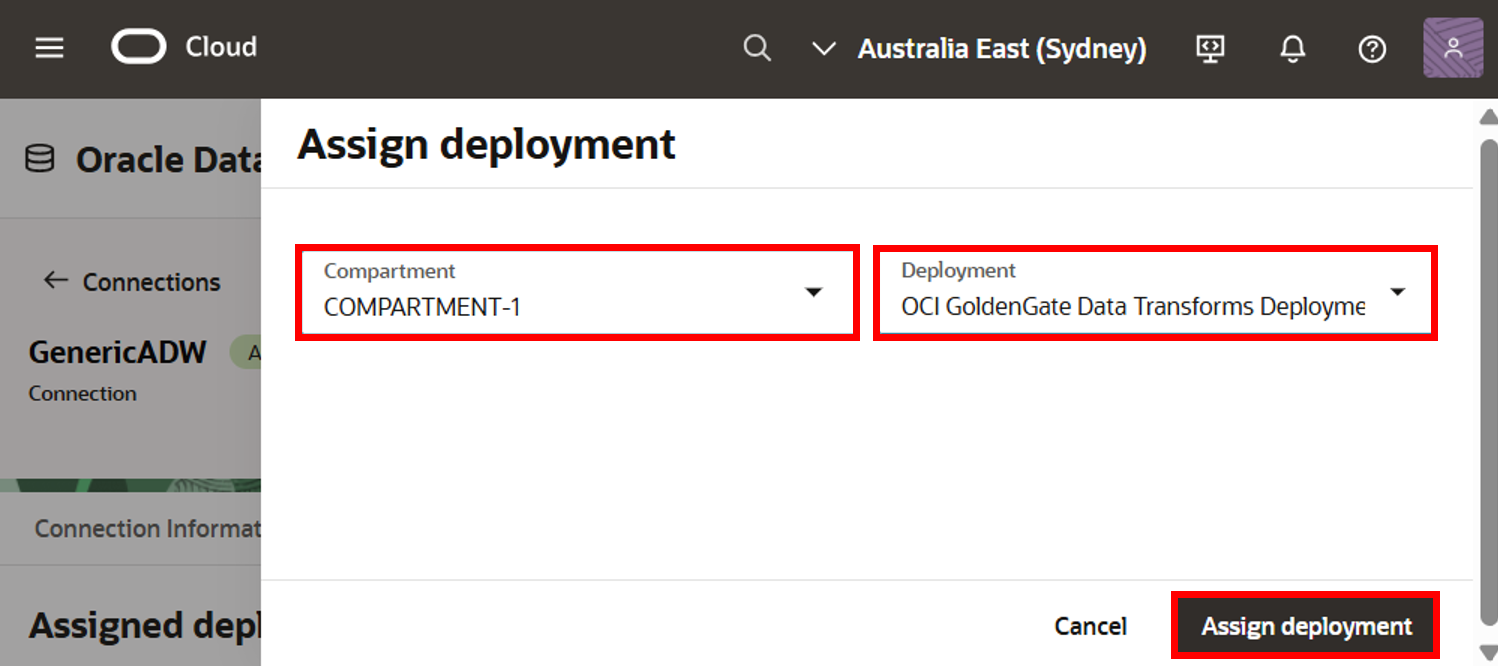 Cloud
Australia East (Sydney)
Oracle Data
Assign deployment
Compartment
COMPARTMENT-1
Deployment
OCI GoldenGate Data Transforms Deployme
Connections
GenericADW
A
Connection
Connection Informat
Assigned depl
Cancel
Assign deployment